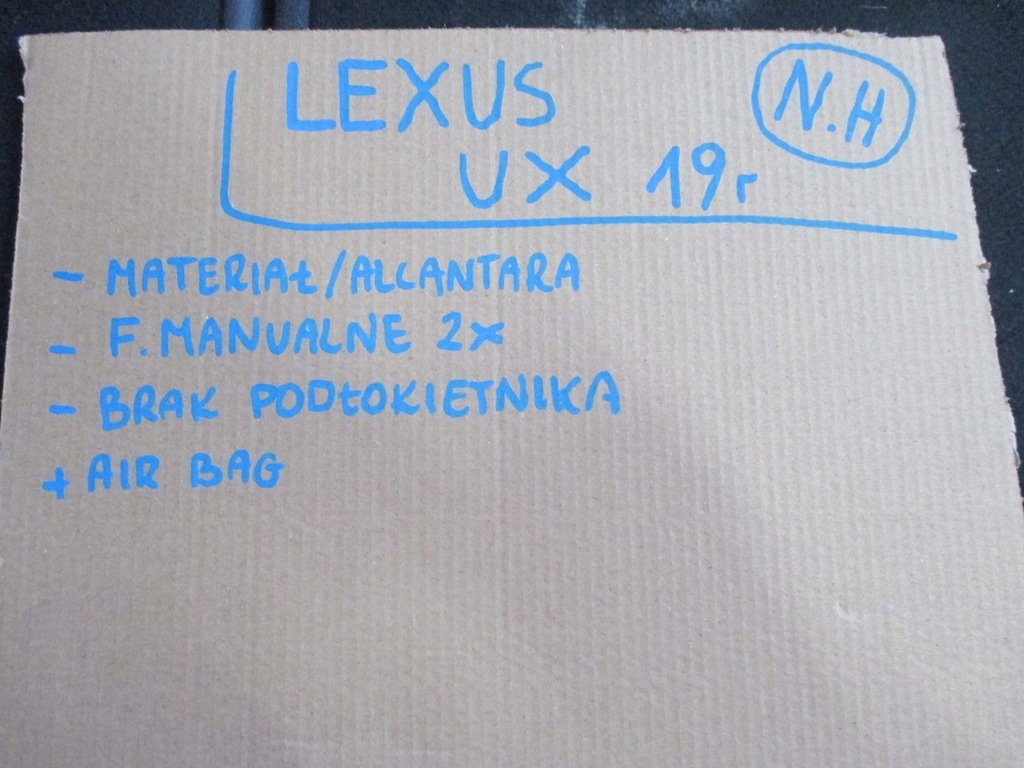 LEXUS
UX 19r
N.H
- MATERIAŁ/ALCANTARA
- F. MANUALNE 2x
- BRAK PODŁOKIETNIKA
+ AIR BAG